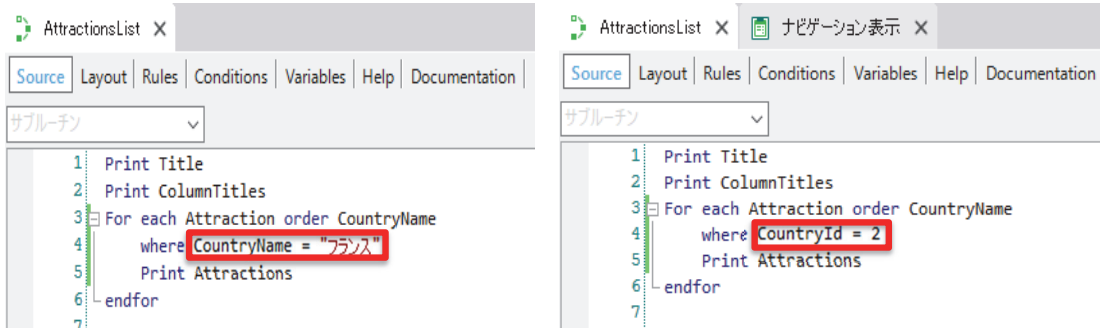 AttractionsList
Source Layout Rules Conditions Variables Help Documentation
サブルーチン
1 Print Title
2 Print ColumnTitles
3 For each Attraction order CountryName
4 where CountryName = "フランス"
5 Print Attractions
6 endfor
7
AttractionsList ナビゲーション表示
Source Layout Rules Conditions Variables Help Documentation
サブルーチン
1 Print Title
2 Print ColumnTitles
3 For each Attraction order CountryName
4 where CountryId = 2
5 Print Attractions
6 endfor
7